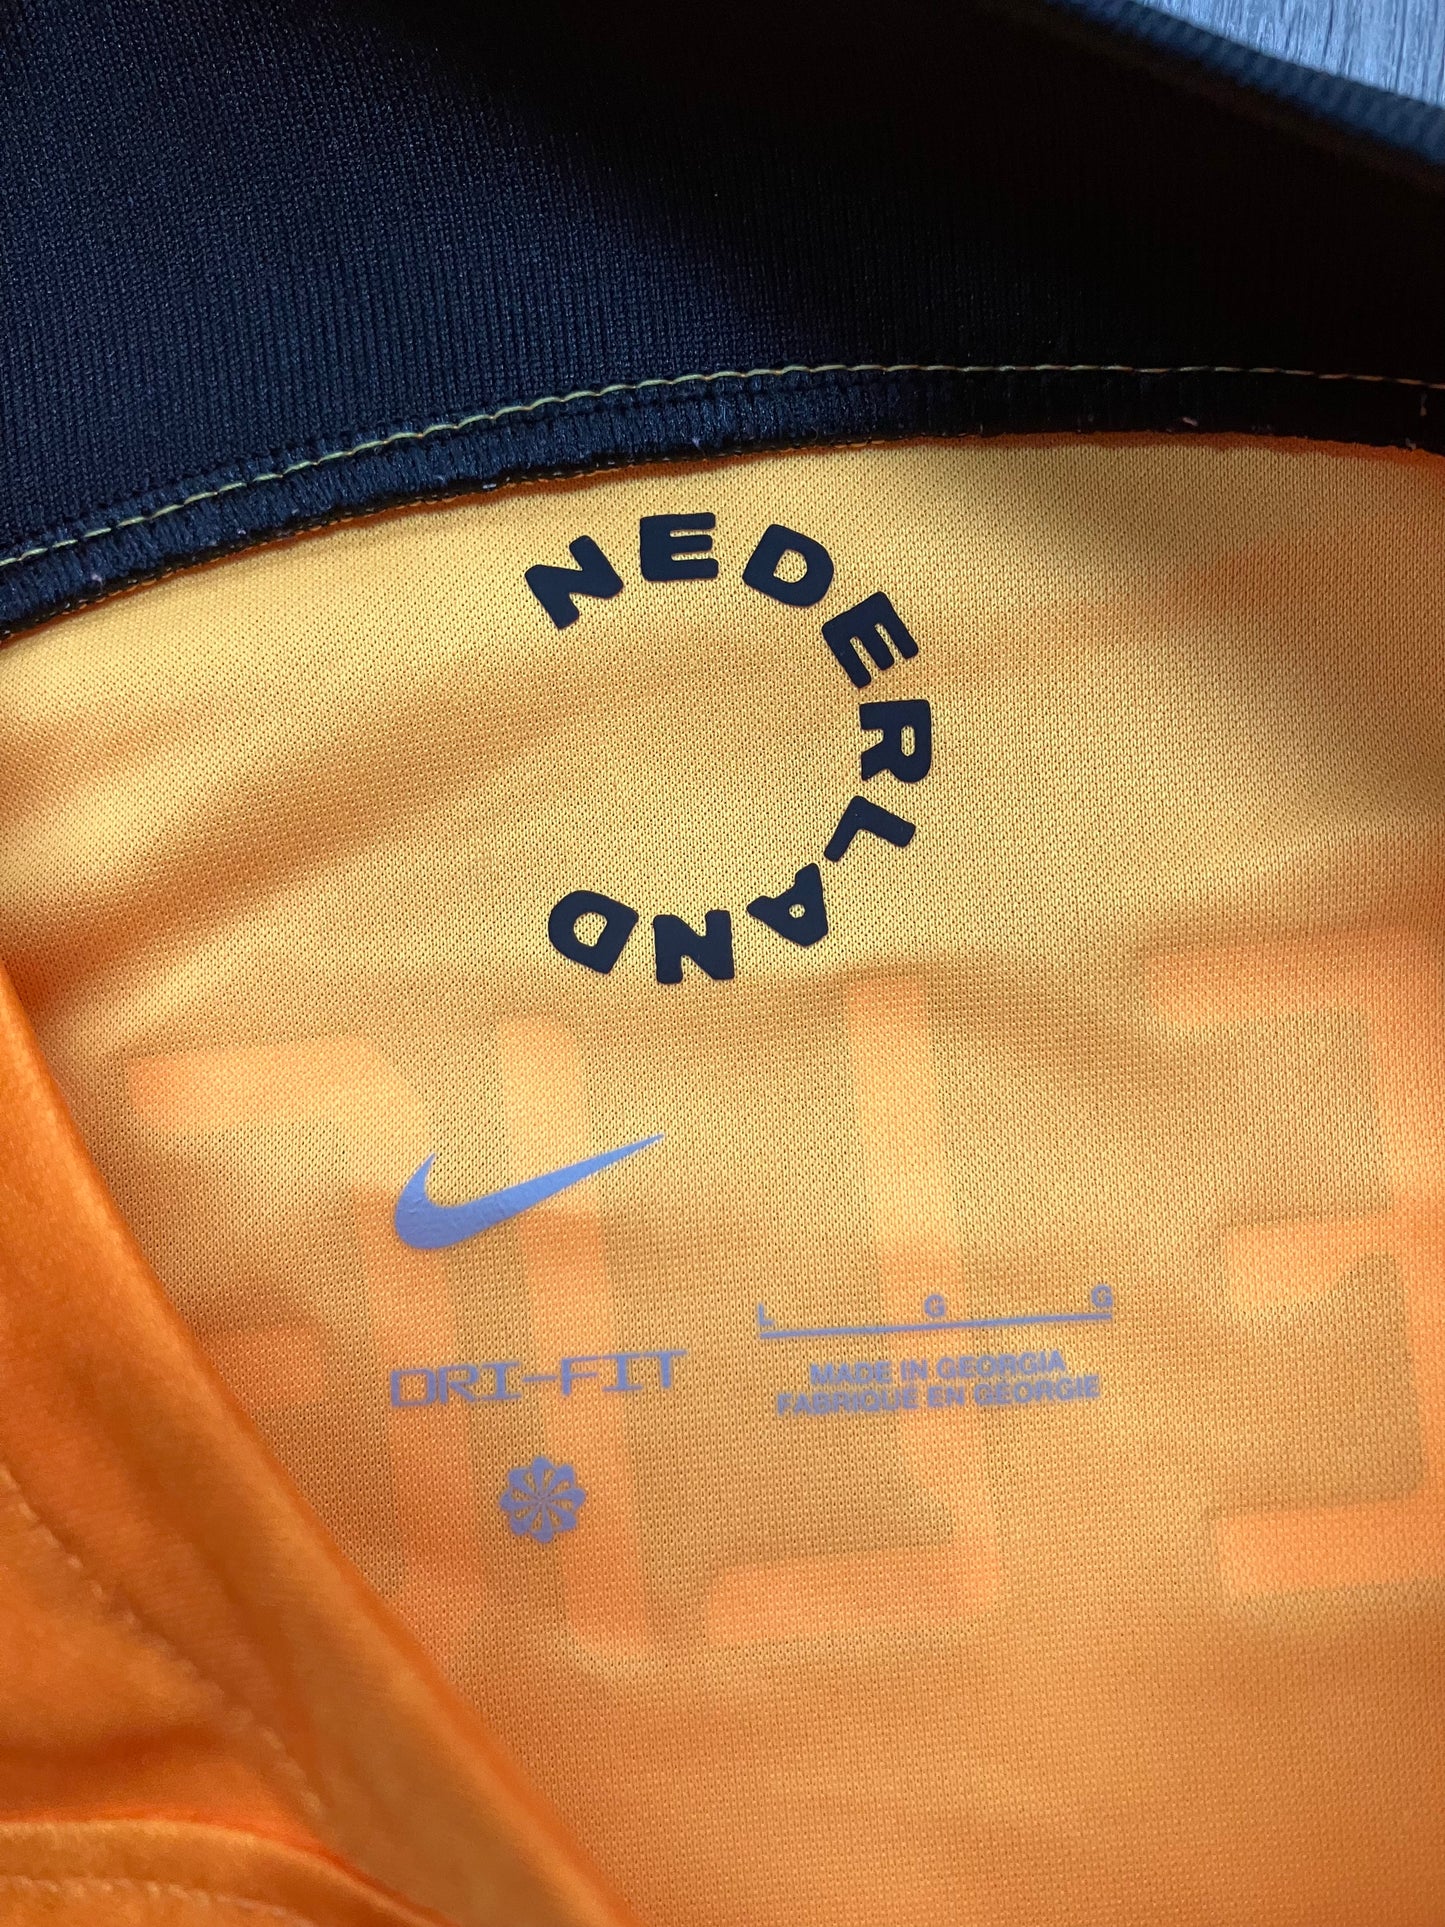 NEDERLAND
L G G
DRI-FIT
MADE IN GEORGIA
FABRIQUÉ EN GÉORGIE